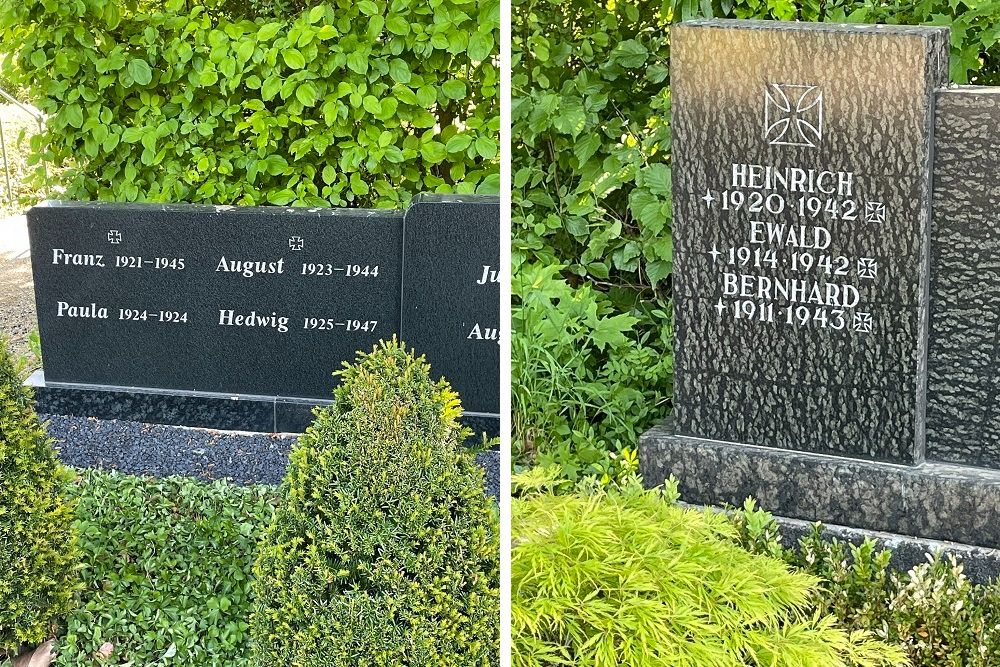 Franz 1921–1945
August 1923–1944
Paula 1924–1924
Hedwig 1925–1947
HEINRICH
1920 1942
EWALD
1914 1942
BERNHARD
1911·1943